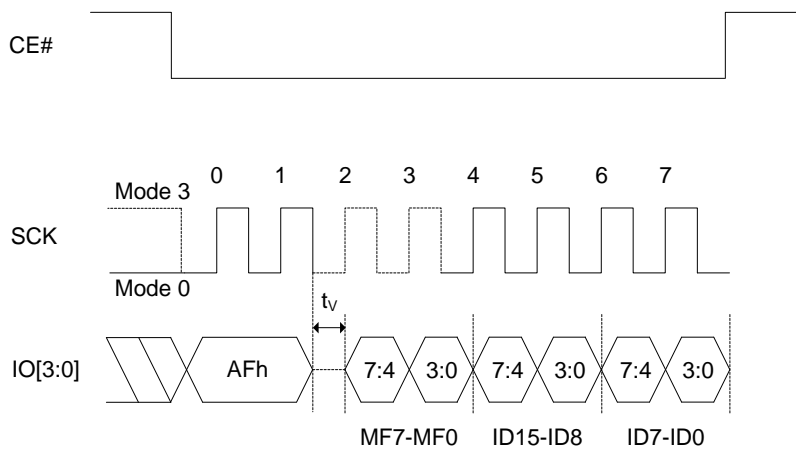 CE#
0 1 2 3 4 5 6 7
Mode 3
SCK
Mode 0
tV
IO[3:0] AFh 7:4 3:0 7:4 3:0 7:4 3:0
MF7-MF0 ID15-ID8 ID7-ID0